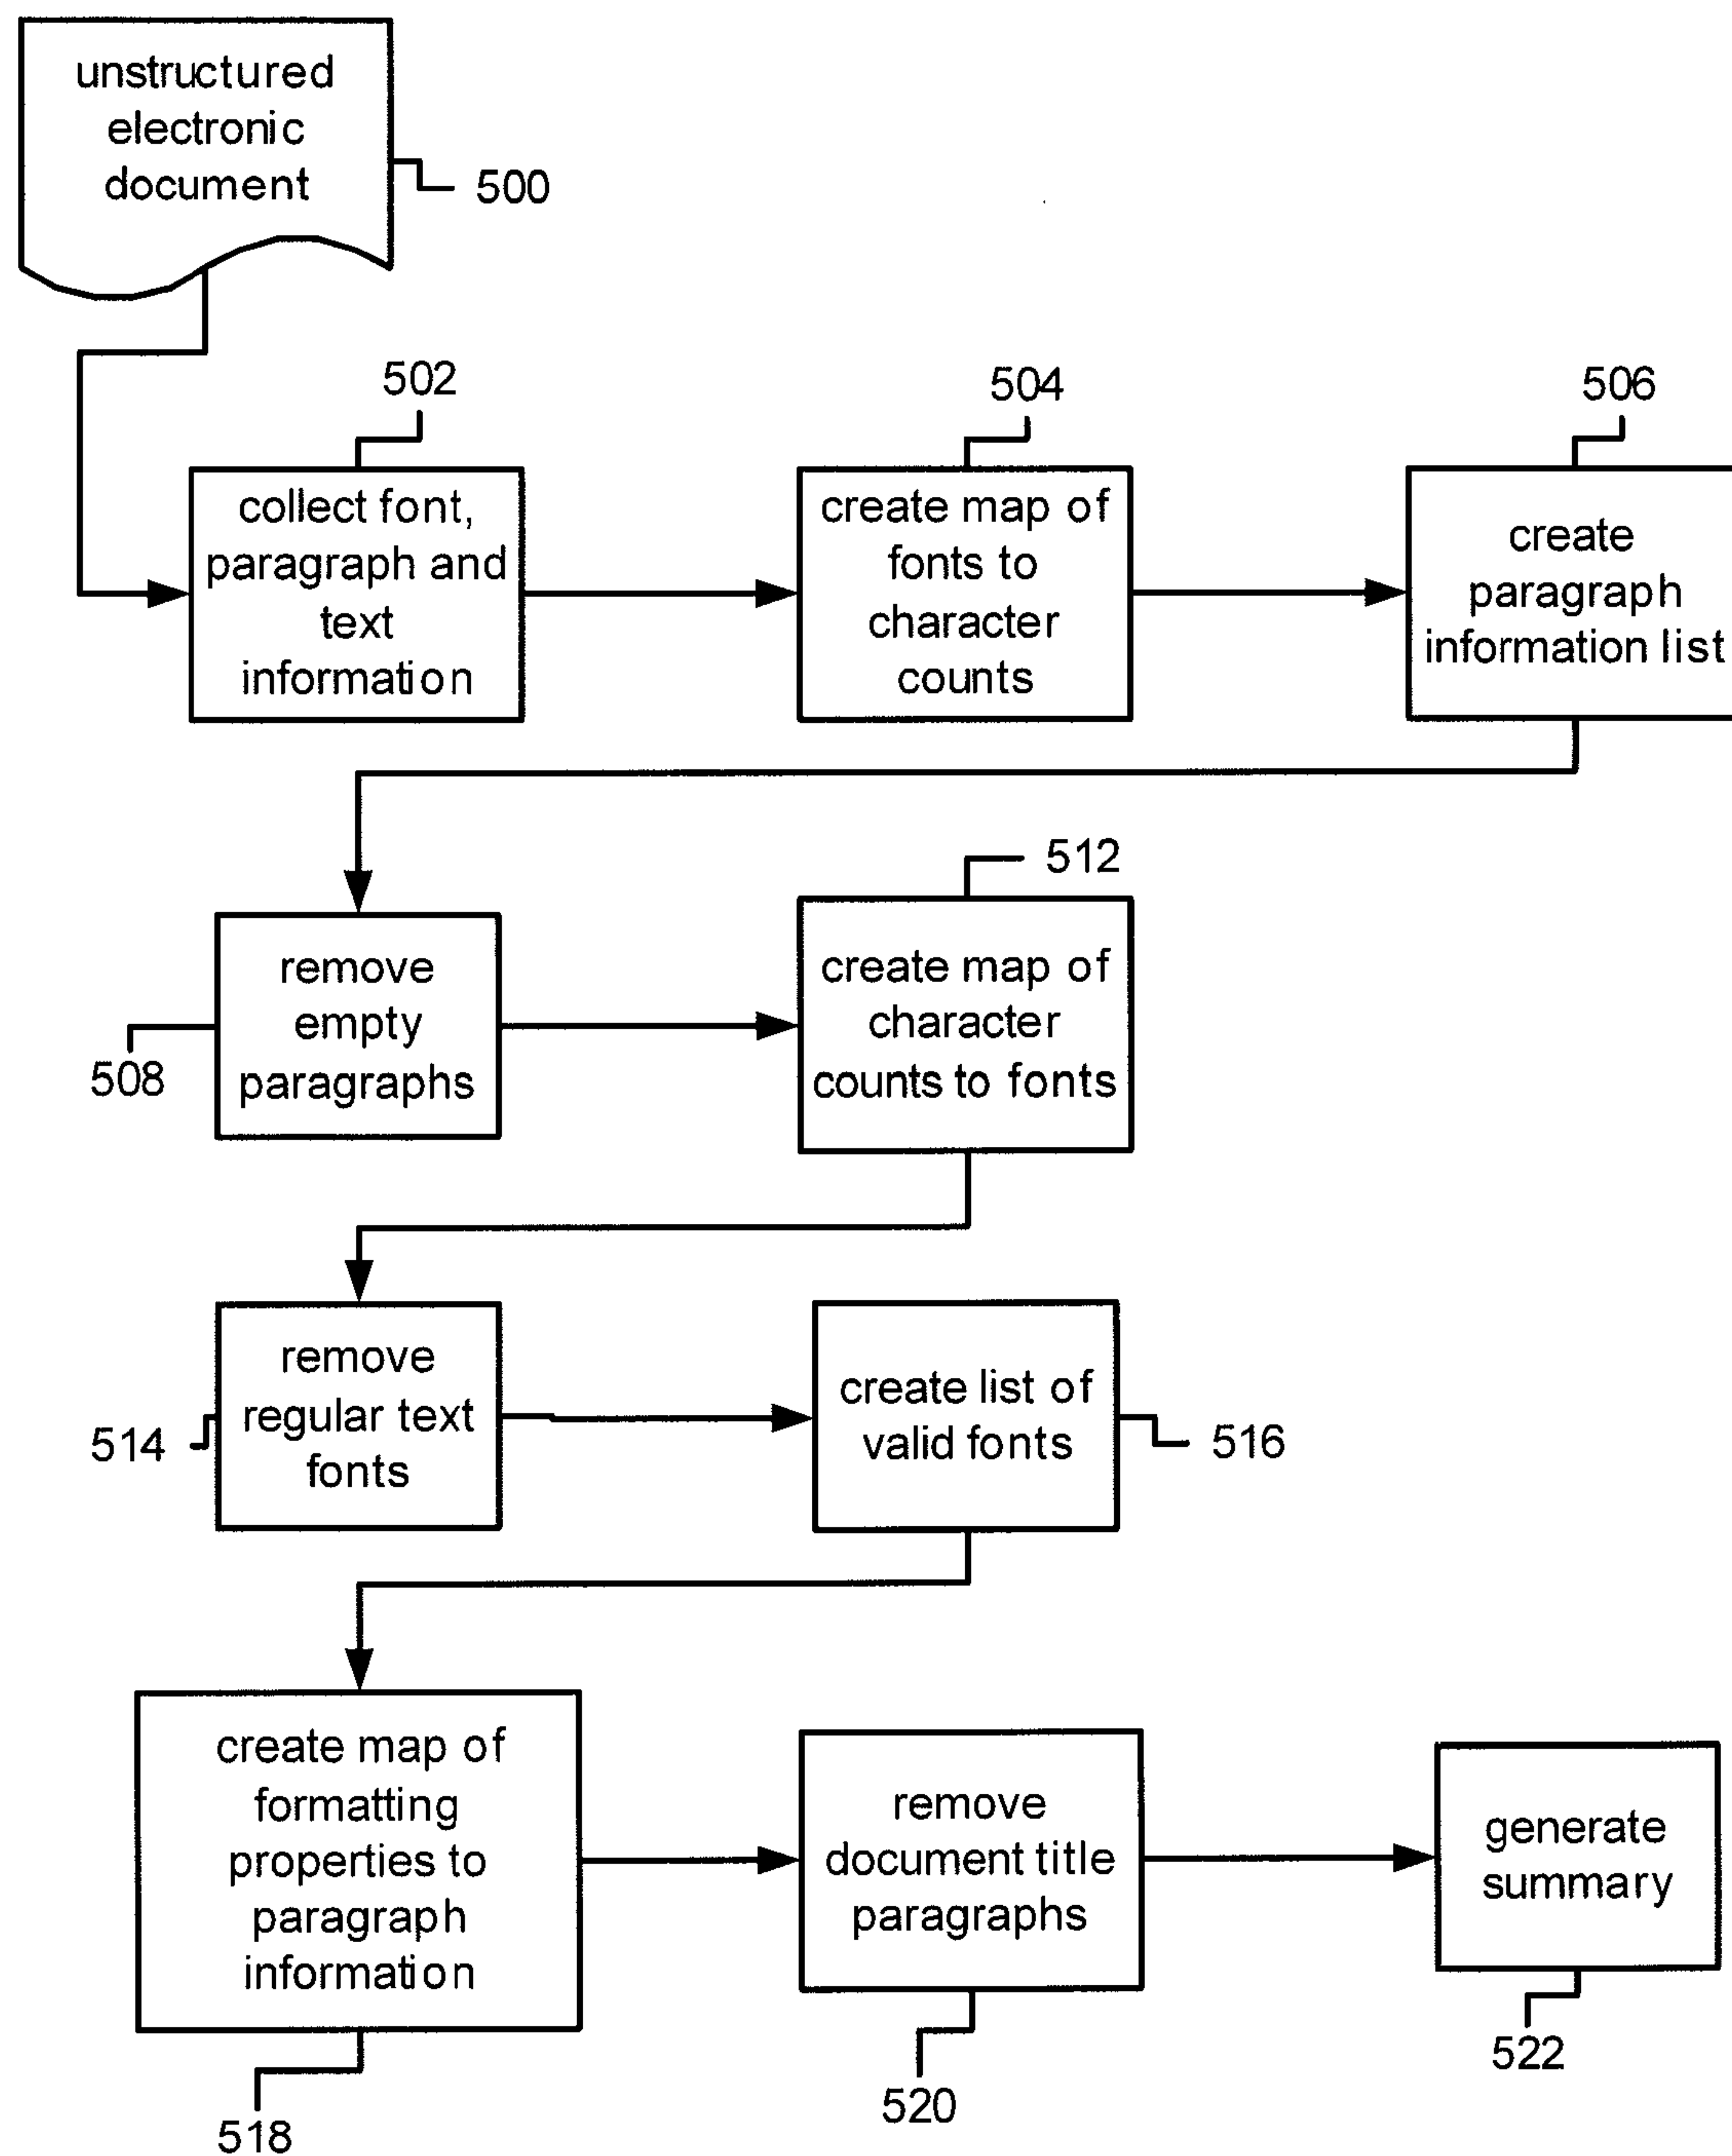 unstructured
electronic
document
500
502
504
506
collect font,
paragraph and
text
information
create map of
fonts to
character
counts
create
paragraph
information list
512
remove
empty
paragraphs
508
create map of
character
counts to fonts
remove
regular text
fonts
514
create list of
valid fonts
516
create map of
formatting
properties to
paragraph
information
518
remove
document title
paragraphs
520
generate
summary
522